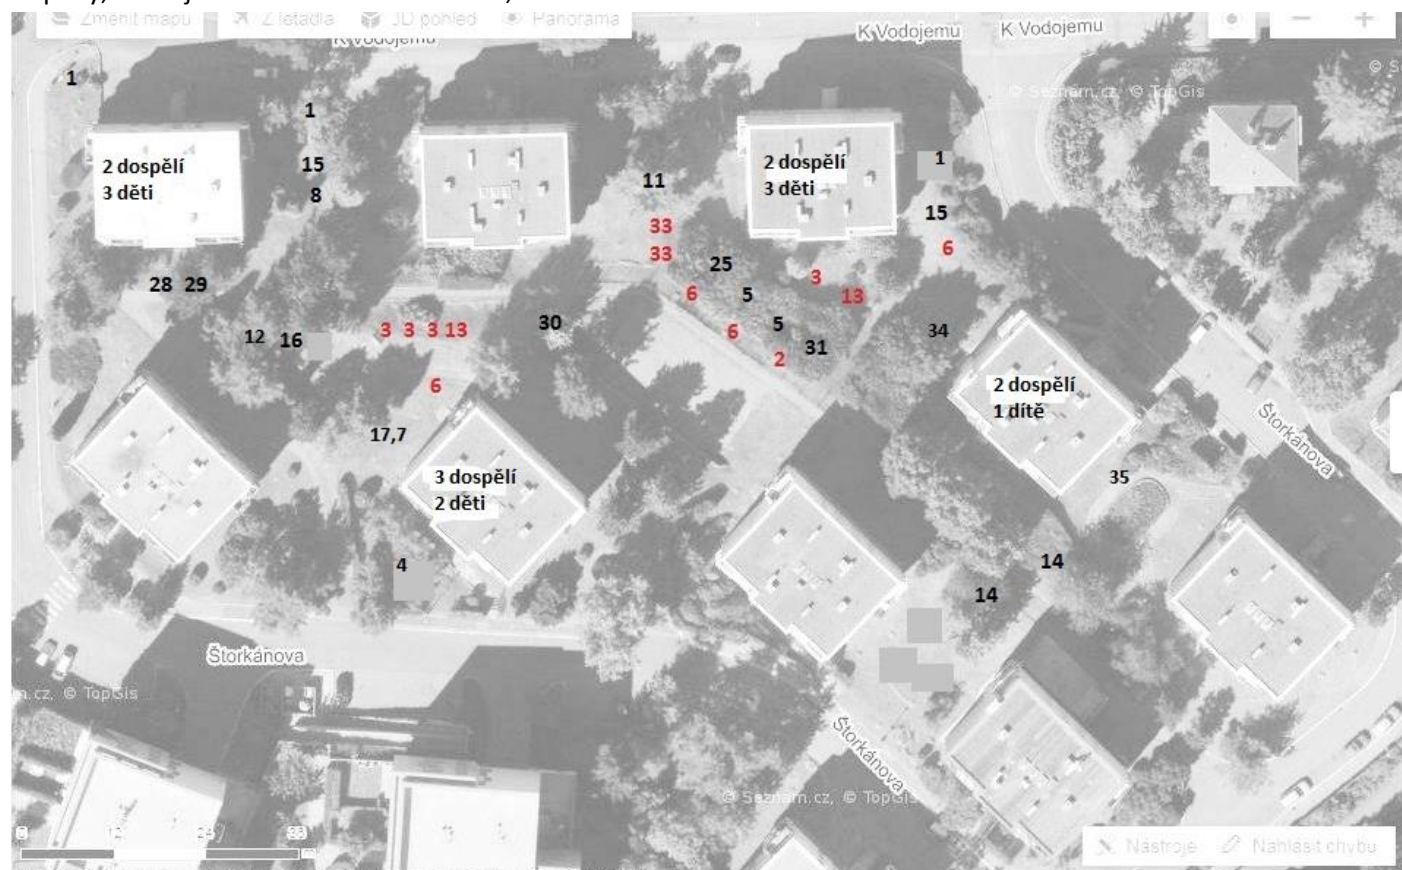 Změnit mapu
Z letadla
3D pohled
Panorama
K Vodojemu
K Vodojemu
K Vodojemu
1
© Seznam.cz, © TopGis
1
2 dospělí
3 děti
15
8
11
2 dospělí
3 děti
1
15
33
33
6
25
3
28 29
6
5
13
12
16
3 3 3 13
30
6
5
31
34
2
6
2 dospělí
1 dítě
17,7
Štorkánova
3 dospělí
2 děti
35
4
14
14
Štorkánova
m.cz, © TopGis
Štorkánova
© Seznam.cz, © TopGis
12
24
Nástroje
Nahlásit chybu